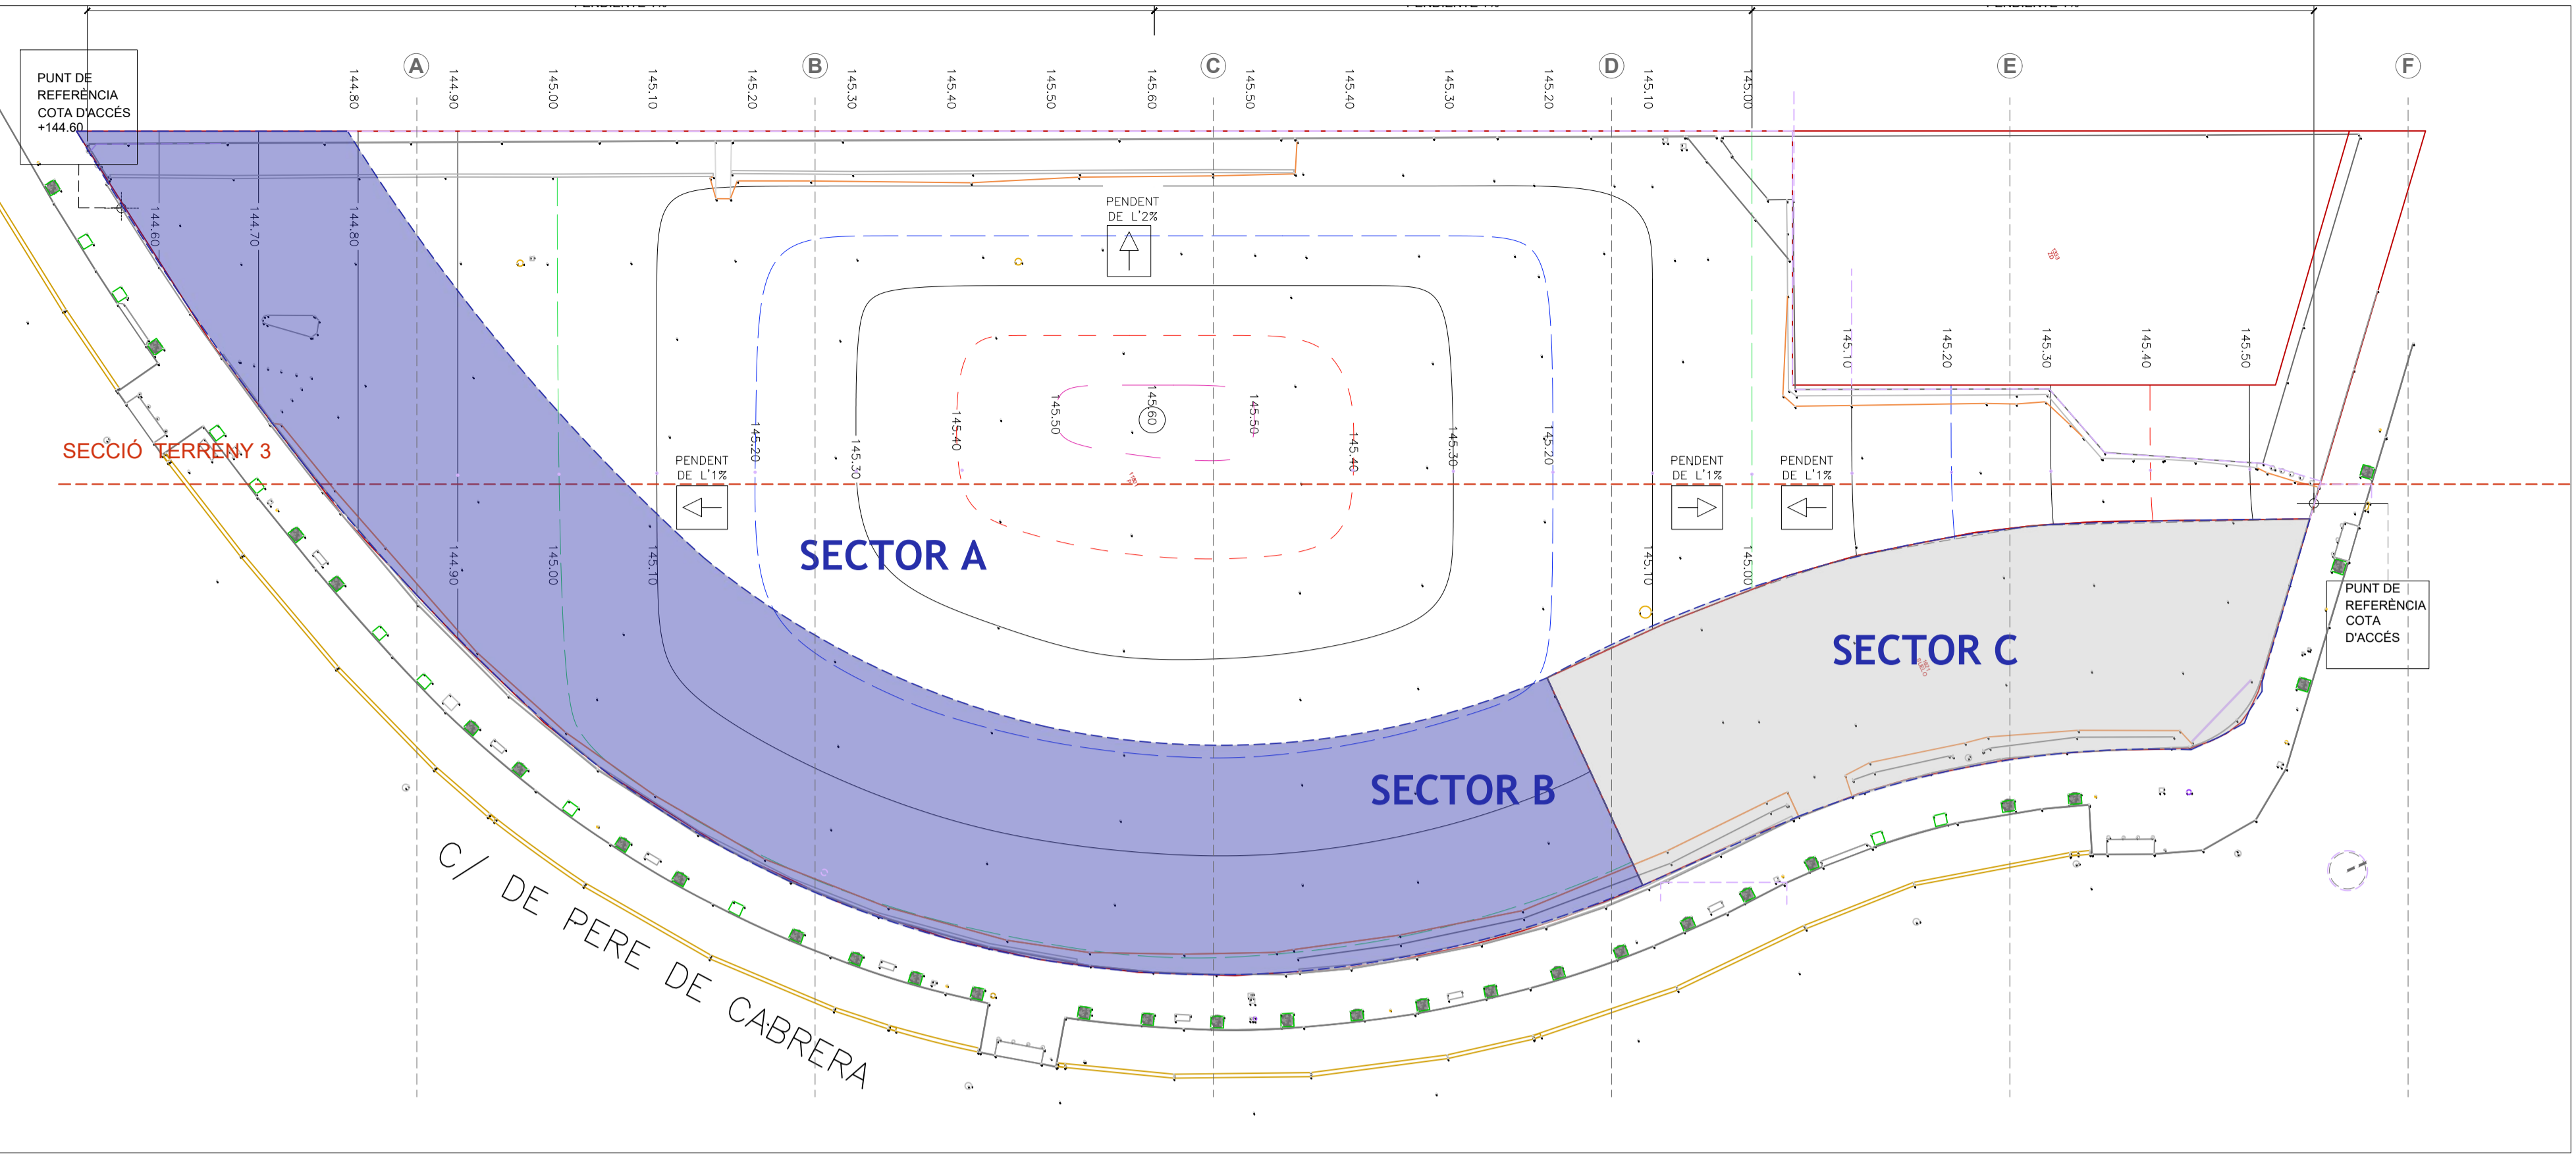 A
B
C
D
E
F
144.80
144.90
145.00
145.10
145.20
145.30
145.40
145.50
145.60
145.50
145.40
145.30
145.20
145.10
145.00
PUNT DE
REFERÈNCIA
COTA D'ACCÉS
+144.60
144.60
144.70
144.80
PENDENT
DE L'2%
145.10
145.20
145.30
145.40
145.50
145.20
145.30
145.40
145.50
145.60
145.50
145.40
145.30
145.20
SECCIÓ TERRENY 3
PENDENT
DE L'1%
PENDENT
DE L'1%
PENDENT
DE L'1%
144.90
145.00
145.10
145.10
145.00
SECTOR A
SECTOR B
SECTOR C
PUNT DE
REFERÈNCIA
COTA
D'ACCÉS
C/ DE PERE DE CABRERA